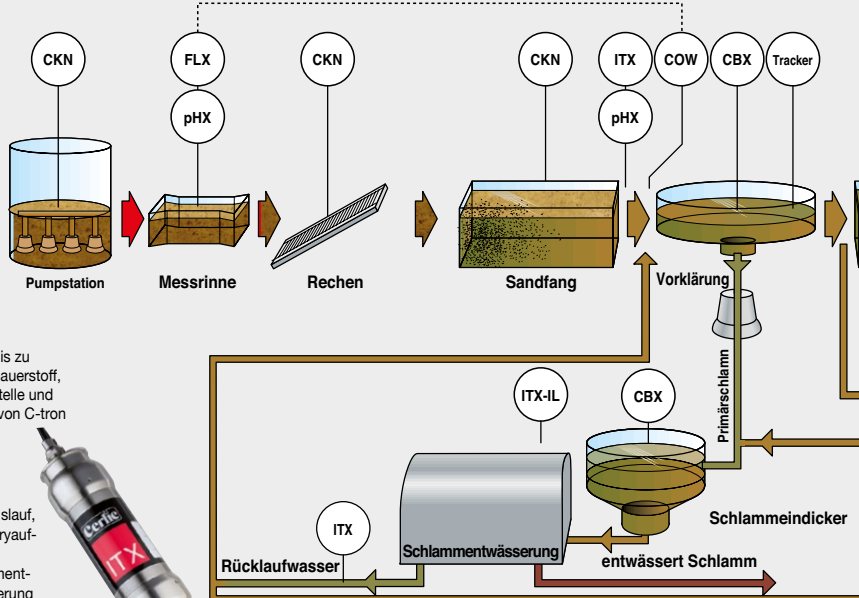 CKN
FLX
CKN
CKN
ITX
COW
CBX
Tracker
pHX
pHX
Pumpstation
Messrinne
Rechen
Sandfang
Vorklärung
Primärschlamn
is zu
auerstoff,
telle und
von C-tron
ITX-IL
CBX
slauf,
ryauf-
ment-
erung
Cerlic
ITX
ITX
Schlammeindicker
Schlammentwässerung
entwässert Schlamm
Rücklaufwasser